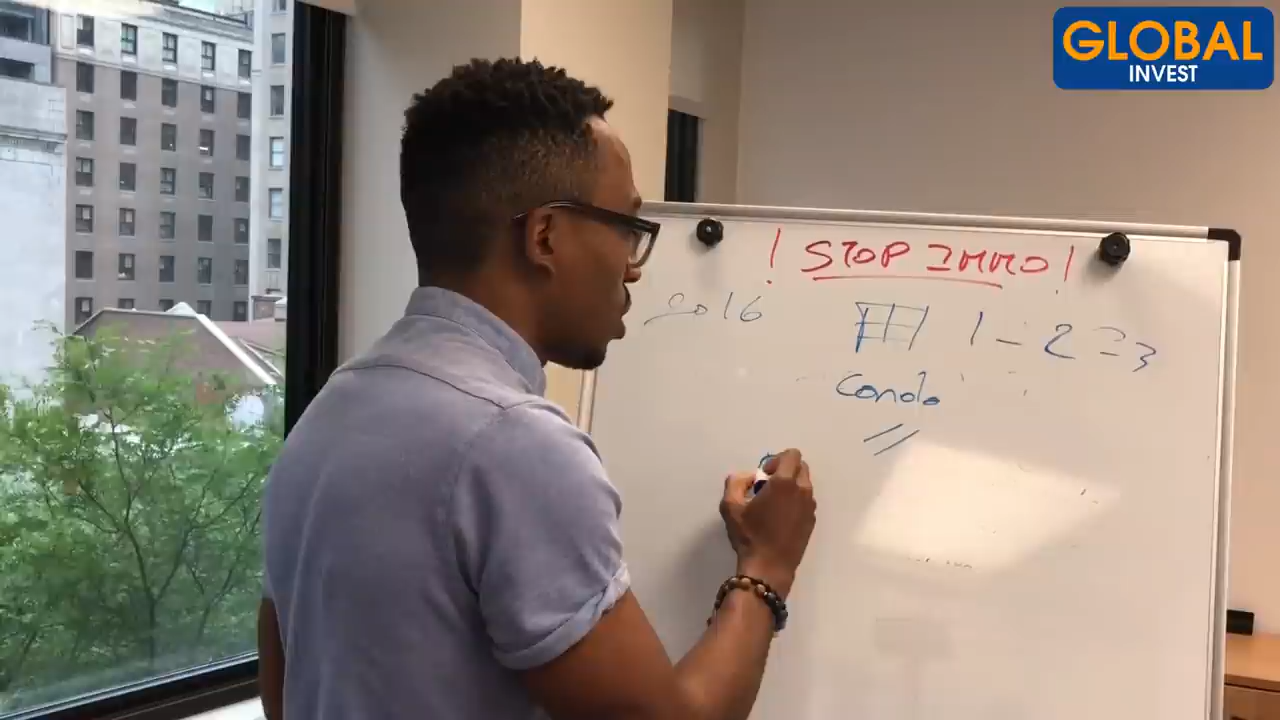 GLOBAL
INVEST
! STOP IMMO !
2016
1 - 2 = 3
Condo